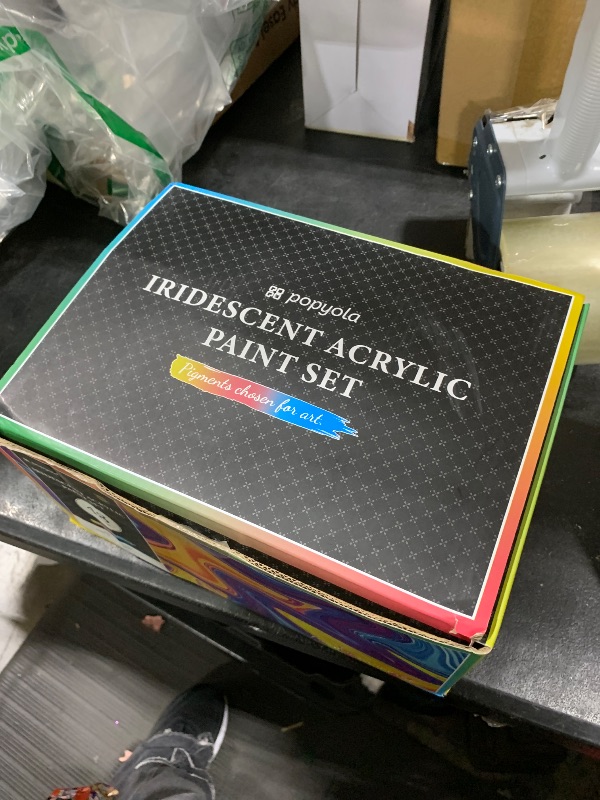 popyola
IRIDESCENT ACRYLIC
PAINT SET
Pigments chosen for art.